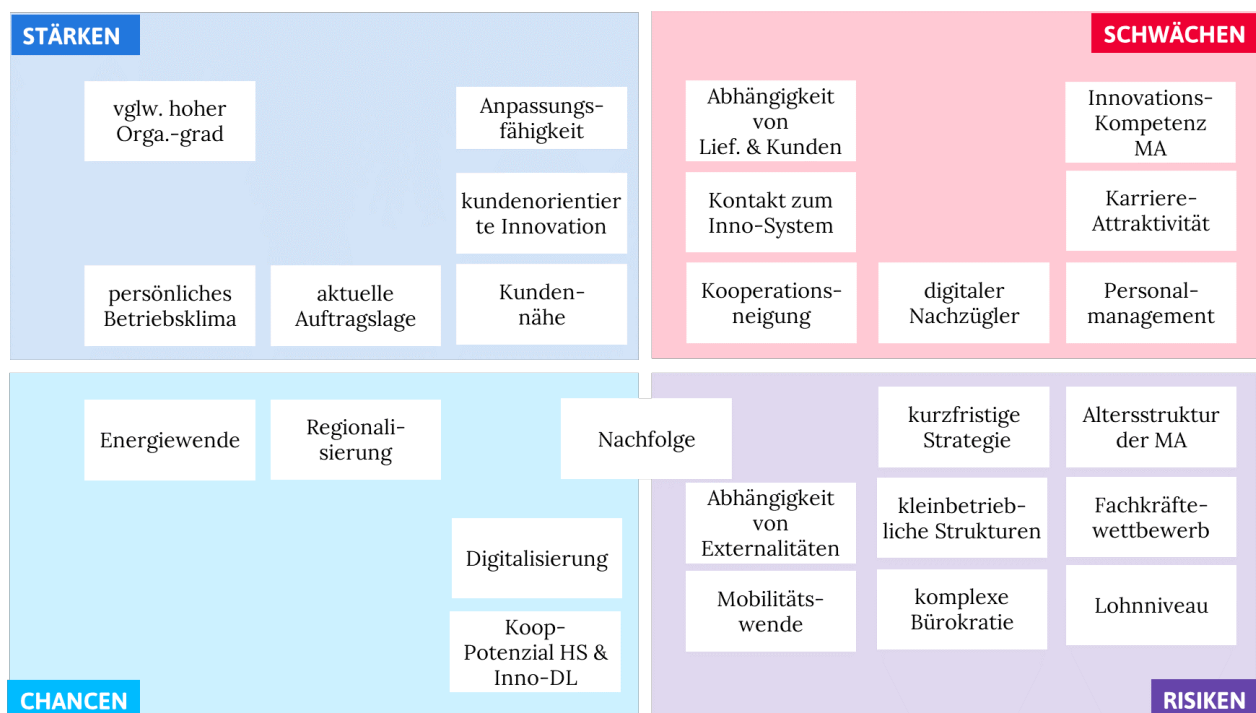 STÄRKEN
vglw. hoher
Orga.-grad
Anpassungs-
fähigkeit
kundenorientier
te Innovation
persönliches
Betriebsklima
aktuelle
Auftragslage
Kunden-
nähe
SCHWÄCHEN
Abhängigkeit
von
Lief. & Kunden
Innovations-
Kompetenz
MA
Kontakt zum
Inno-System
Karriere-
Attraktivität
Kooperations-
neigung
digitaler
Nachzügler
Personal-
management
Energiewende
Regionali-
sierung
Nachfolge
Digitalisierung
Koop-
Potenzial HS &
Inno-DL
CHANCEN
kurzfristige
Strategie
Altersstruktur
der MA
Abhängigkeit
von
Externalitäten
kleinbetrieb-
liche Strukturen
Fachkräfte-
wettbewerb
Mobilitäts-
wende
komplexe
Bürokratie
Lohnniveau
RISIKEN